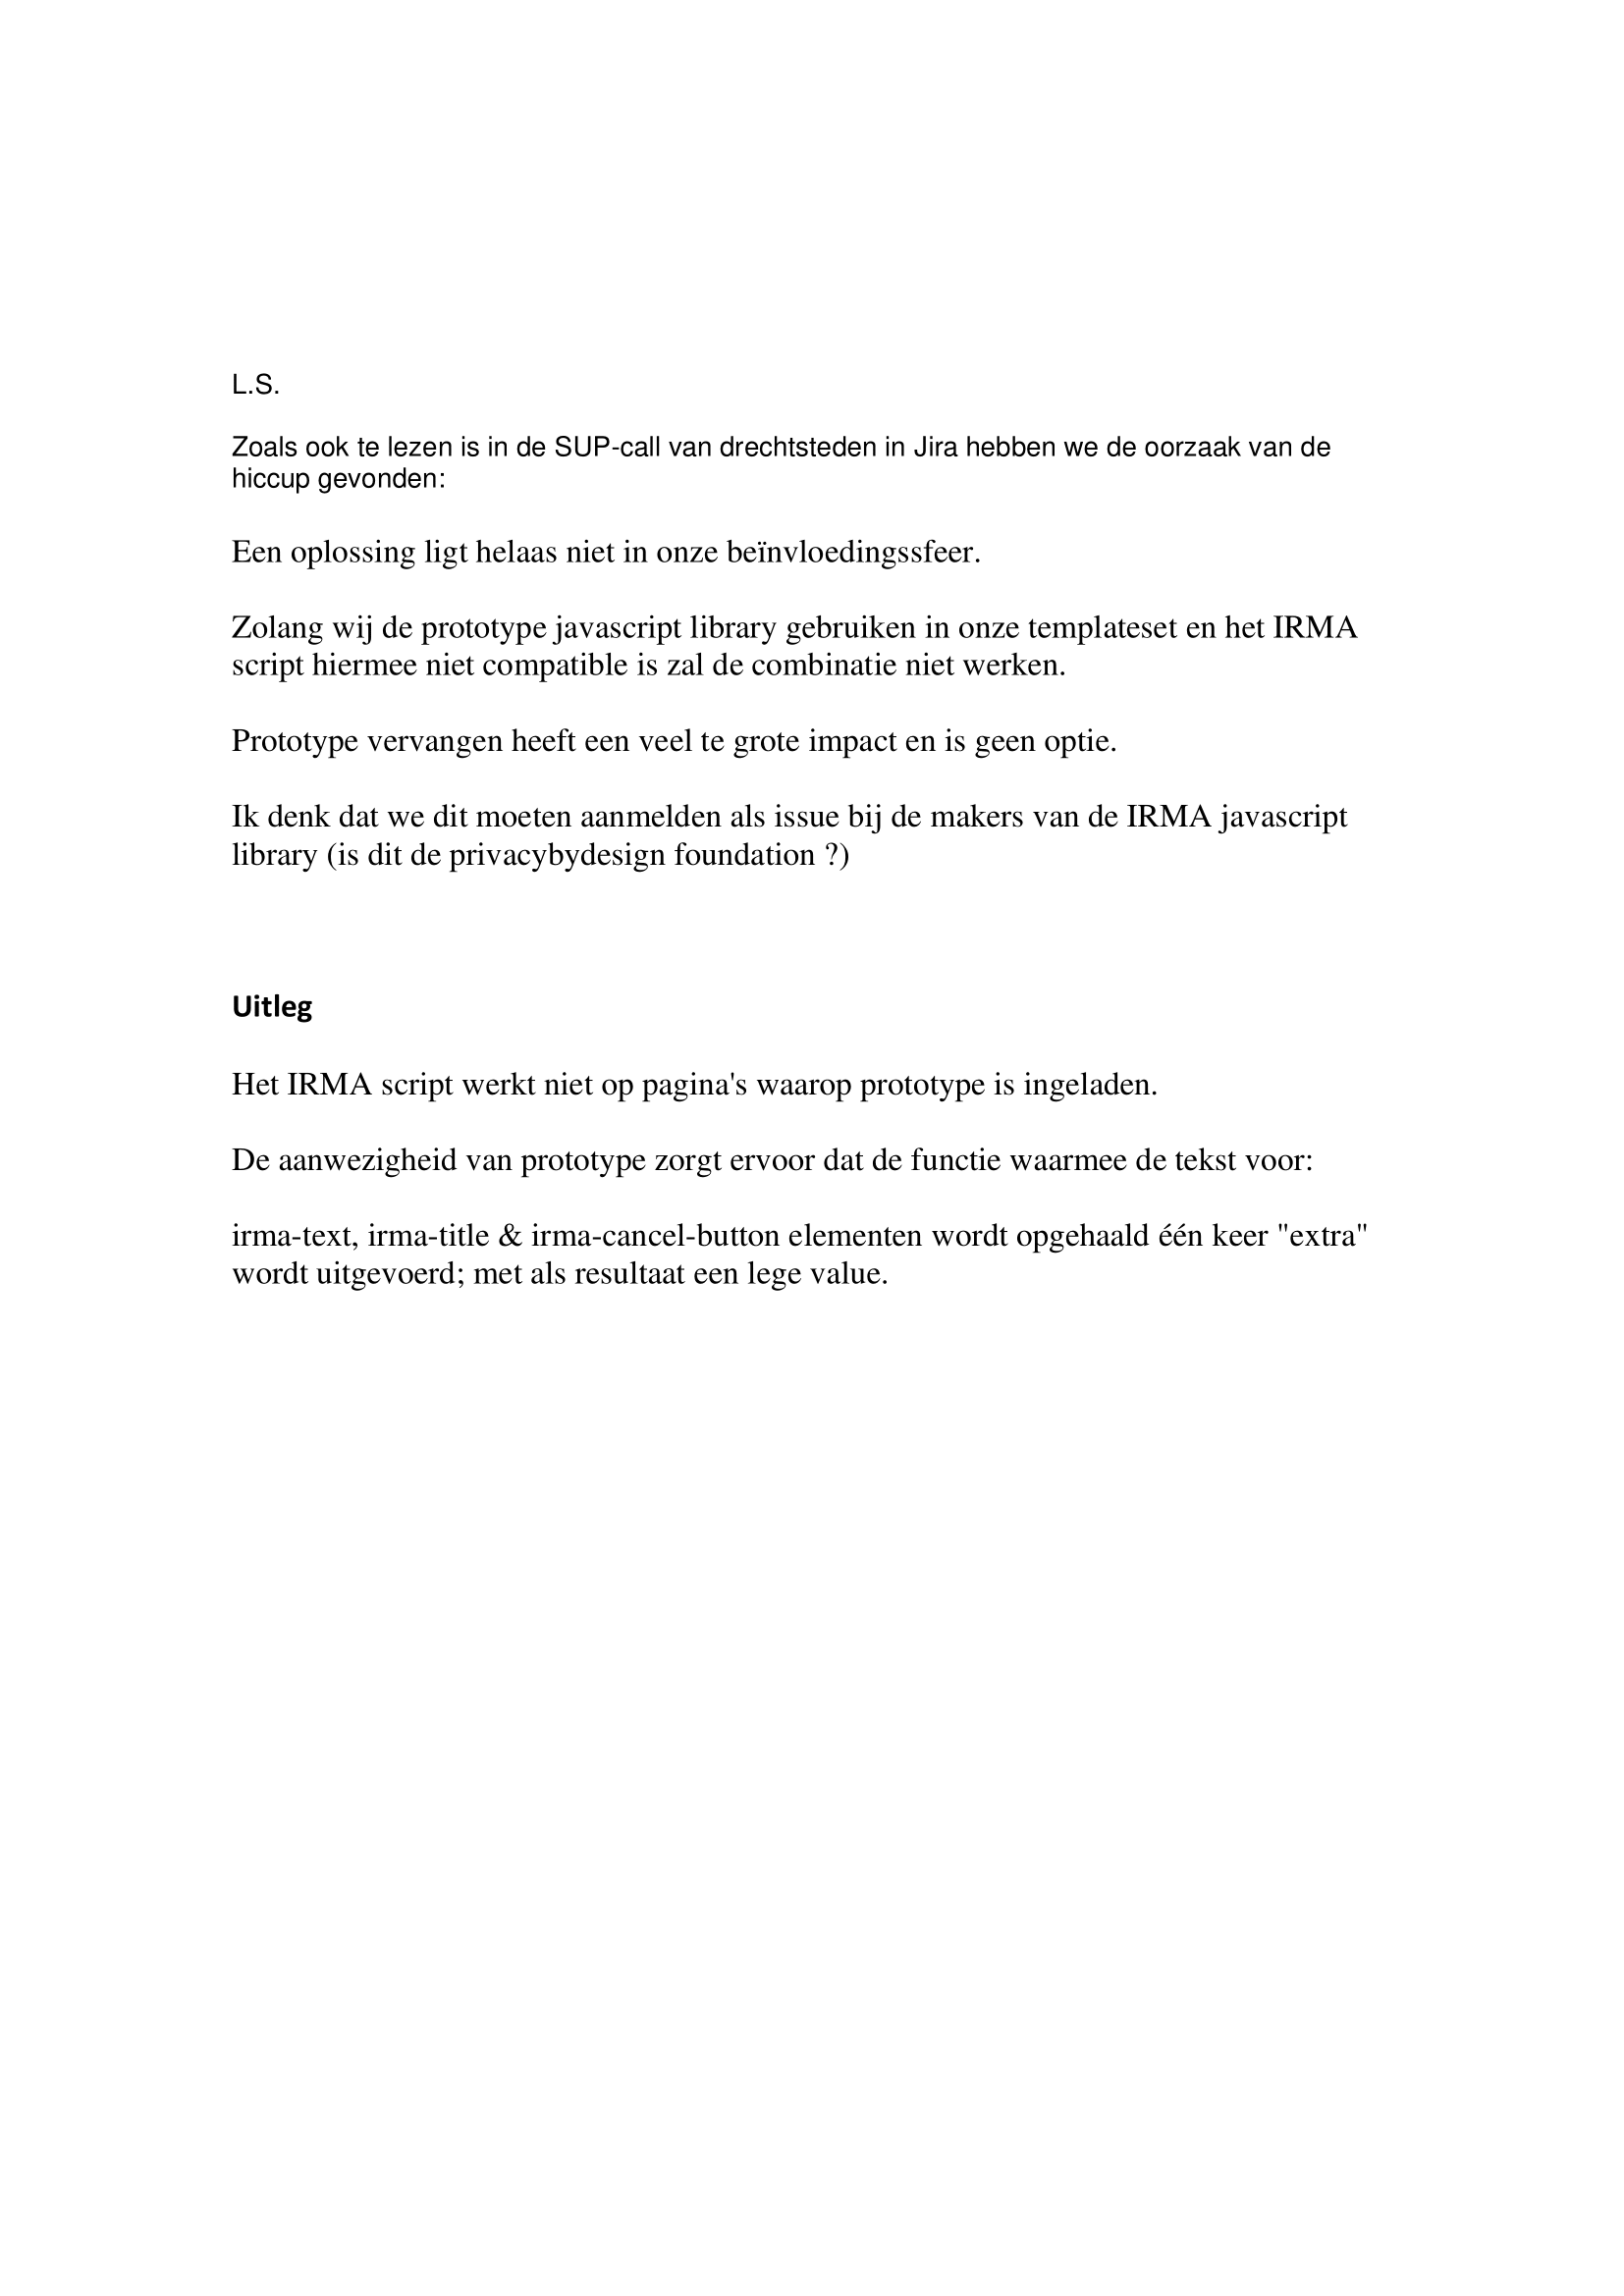 L.S.
Zoals ook te lezen is in de SUP-call van drechtsteden in Jira hebben we de oorzaak van de
hiccup gevonden:
Een oplossing ligt helaas niet in onze beïnvloedingssfeer.
Zolang wij de prototype javascript library gebruiken in onze templateset en het IRMA
script hiermee niet compatible is zal de combinatie niet werken.
Prototype vervangen heeft een veel te grote impact en is geen optie.
Ik denk dat we dit moeten aanmelden als issue bij de makers van de IRMA javascript
library (is dit de privacybydesign foundation ?)
Uitleg
Het IRMA script werkt niet op pagina's waarop prototype is ingeladen.
De aanwezigheid van prototype zorgt ervoor dat de functie waarmee de tekst voor:
irma-text, irma-title & irma-cancel-button elementen wordt opgehaald één keer "extra"
wordt uitgevoerd; met als resultaat een lege value.